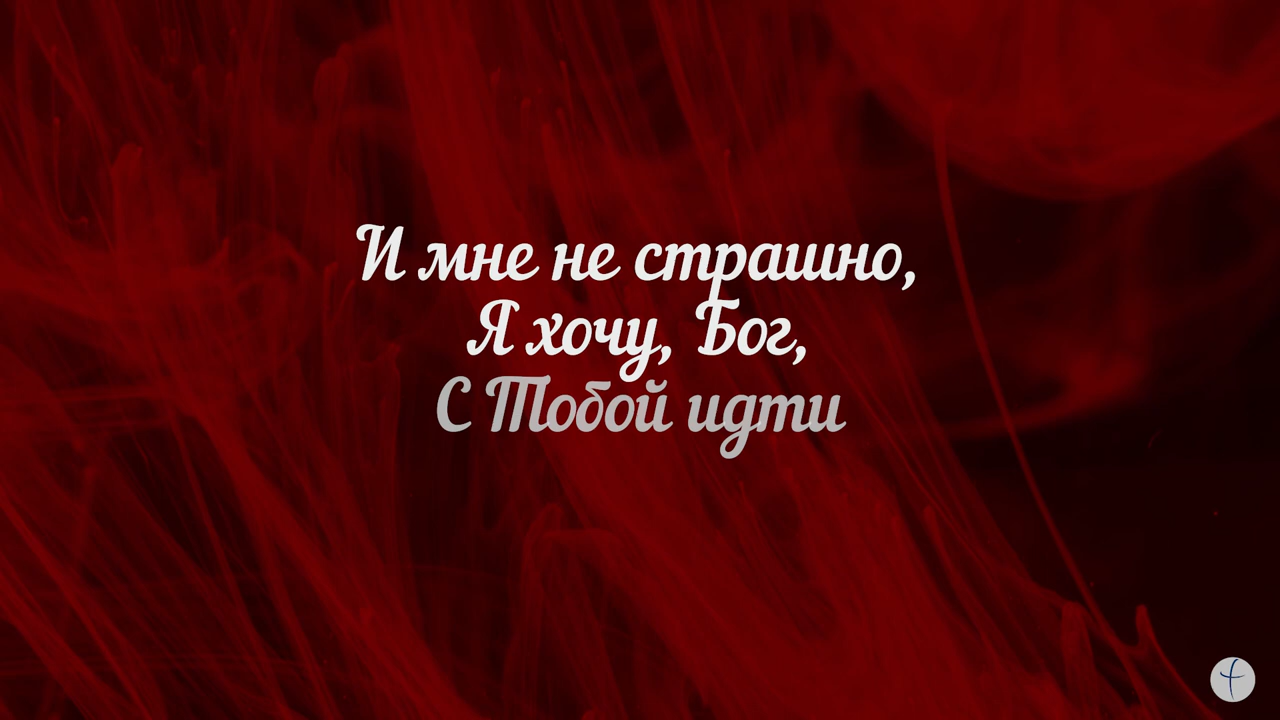 И мне не страшно,
Я хочу, Бог,
С Тобой идти